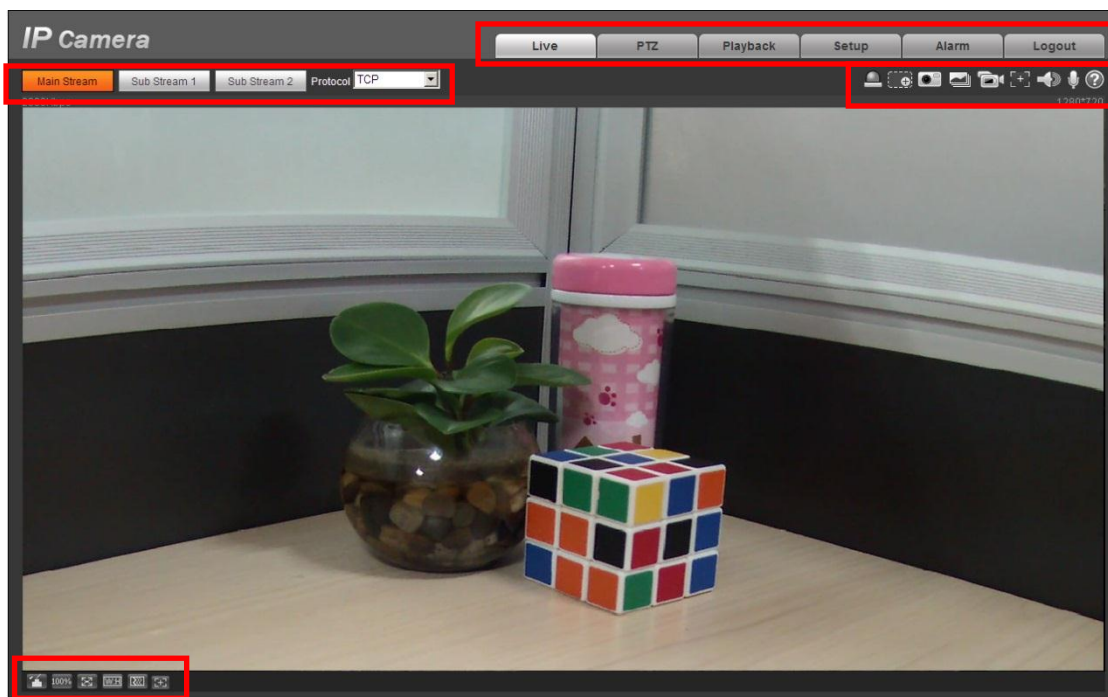 IP Camera
Live PTZ Playback Setup Alarm Logout
Main Stream Sub Stream 1 Sub Stream 2 Protocol TCP
1280*720
100% W:H